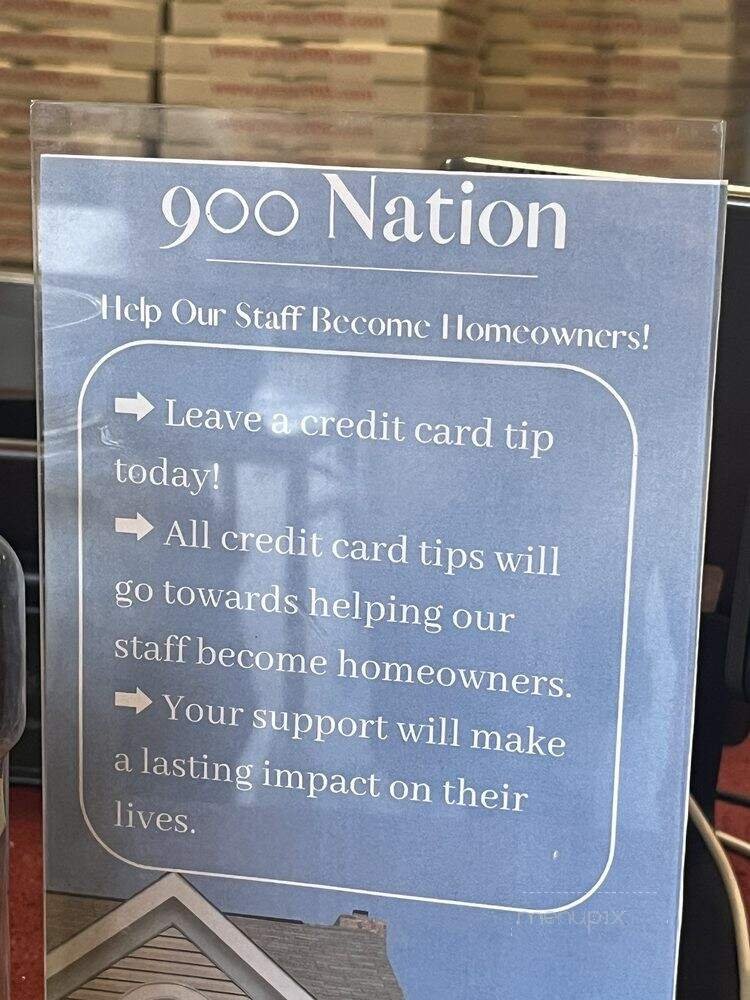 900 Nation
Help Our Staff Become Homeowners!
➡ Leave a credit card tip
today!
➡ All credit card tips will
go towards helping our
staff become homeowners.
➡ Your support will make
a lasting impact on their
lives.
menupix